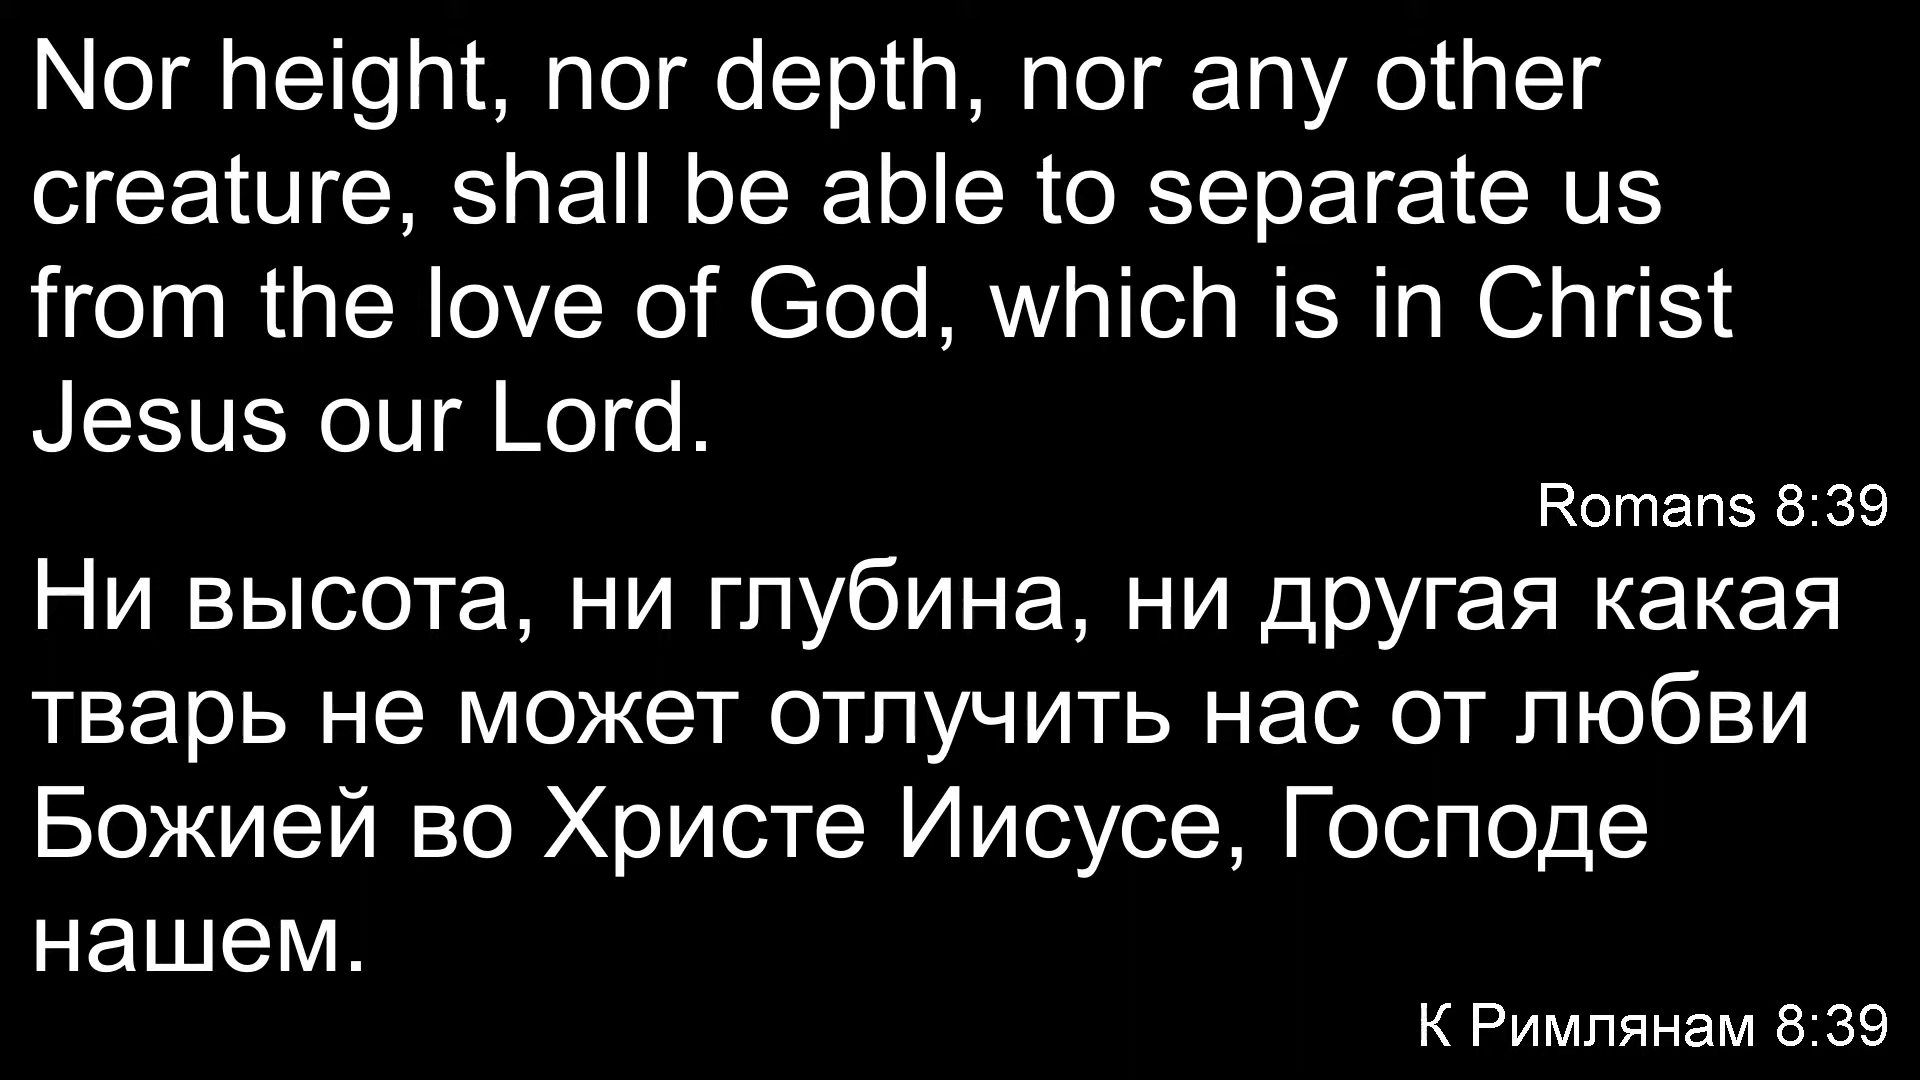 Nor height, nor depth, nor any other
creature, shall be able to separate us
from the love of God, which is in Christ
Jesus our Lord.
Romans 8:39
Ни высота, ни глубина, ни другая какая
тварь не может отлучить нас от любви
Божией во Христе Иисусе, Господе
нашем.
К Римлянам 8:39